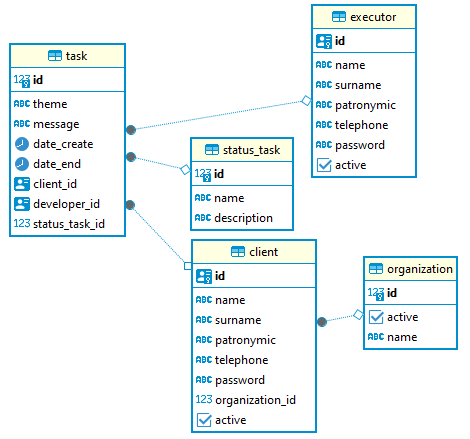 task
123 id
ABC theme
ABC message
date_create
date_end
client_id
developer_id
123 status_task_id
executor
id
ABC name
ABC surname
ABC patronymic
ABC telephone
ABC password
active
status_task
123 id
ABC name
ABC description
client
id
ABC name
ABC surname
ABC patronymic
ABC telephone
ABC password
123 organization_id
active
organization
123 id
active
ABC name